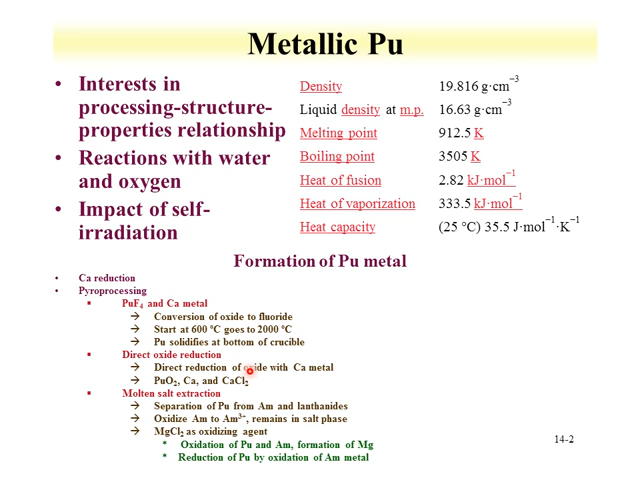 Metallic Pu
• Interests in
processing-structure-
properties relationship
• Reactions with water
and oxygen
• Impact of self-
irradiation
Density 19.816 g·cm⁻³
Liquid density at m.p. 16.63 g·cm⁻³
Melting point 912.5 K
Boiling point 3505 K
Heat of fusion 2.82 kJ·mol⁻¹
Heat of vaporization 333.5 kJ·mol⁻¹
Heat capacity (25 °C) 35.5 J·mol⁻¹·K⁻¹
Formation of Pu metal
• Ca reduction
• Pyroprocessing
▪ PuF₄ and Ca metal
→ Conversion of oxide to fluoride
→ Start at 600 ºC goes to 2000 ºC
→ Pu solidifies at bottom of crucible
▪ Direct oxide reduction
→ Direct reduction of oxide with Ca metal
→ PuO₂, Ca, and CaCl₂
▪ Molten salt extraction
→ Separation of Pu from Am and lanthanides
→ Oxidize Am to Am³⁺, remains in salt phase
→ MgCl₂ as oxidizing agent
* Oxidation of Pu and Am, formation of Mg
* Reduction of Pu by oxidation of Am metal
14-2